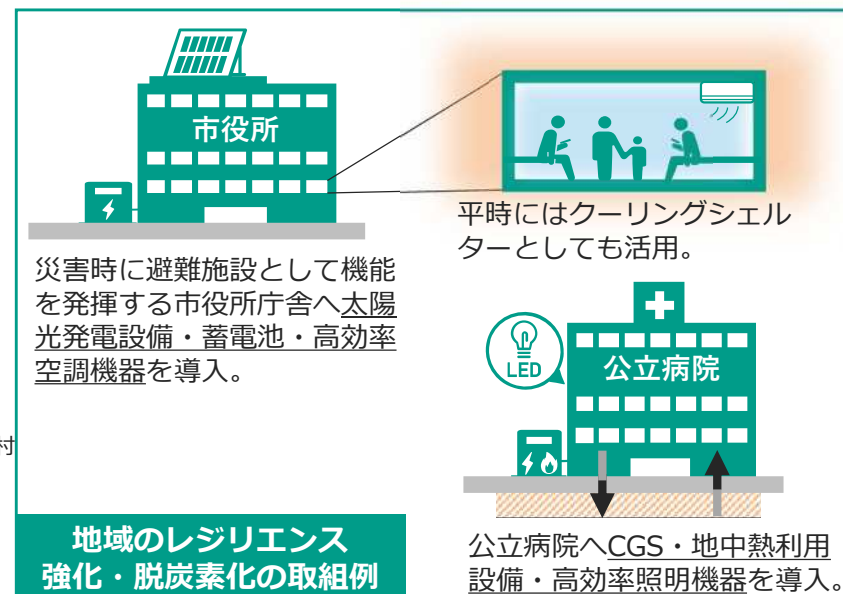 市役所
災害時に避難施設として機能
を発揮する市役所庁舎へ太陽
光発電設備・蓄電池・高効率
空調機器を導入。
平時にはクーリングシェル
ターとしても活用。
LED
公立病院
公立病院へCGS・地中熱利用
設備・高効率照明機器を導入。
村
地域のレジリエンス
強化・脱炭素化の取組例